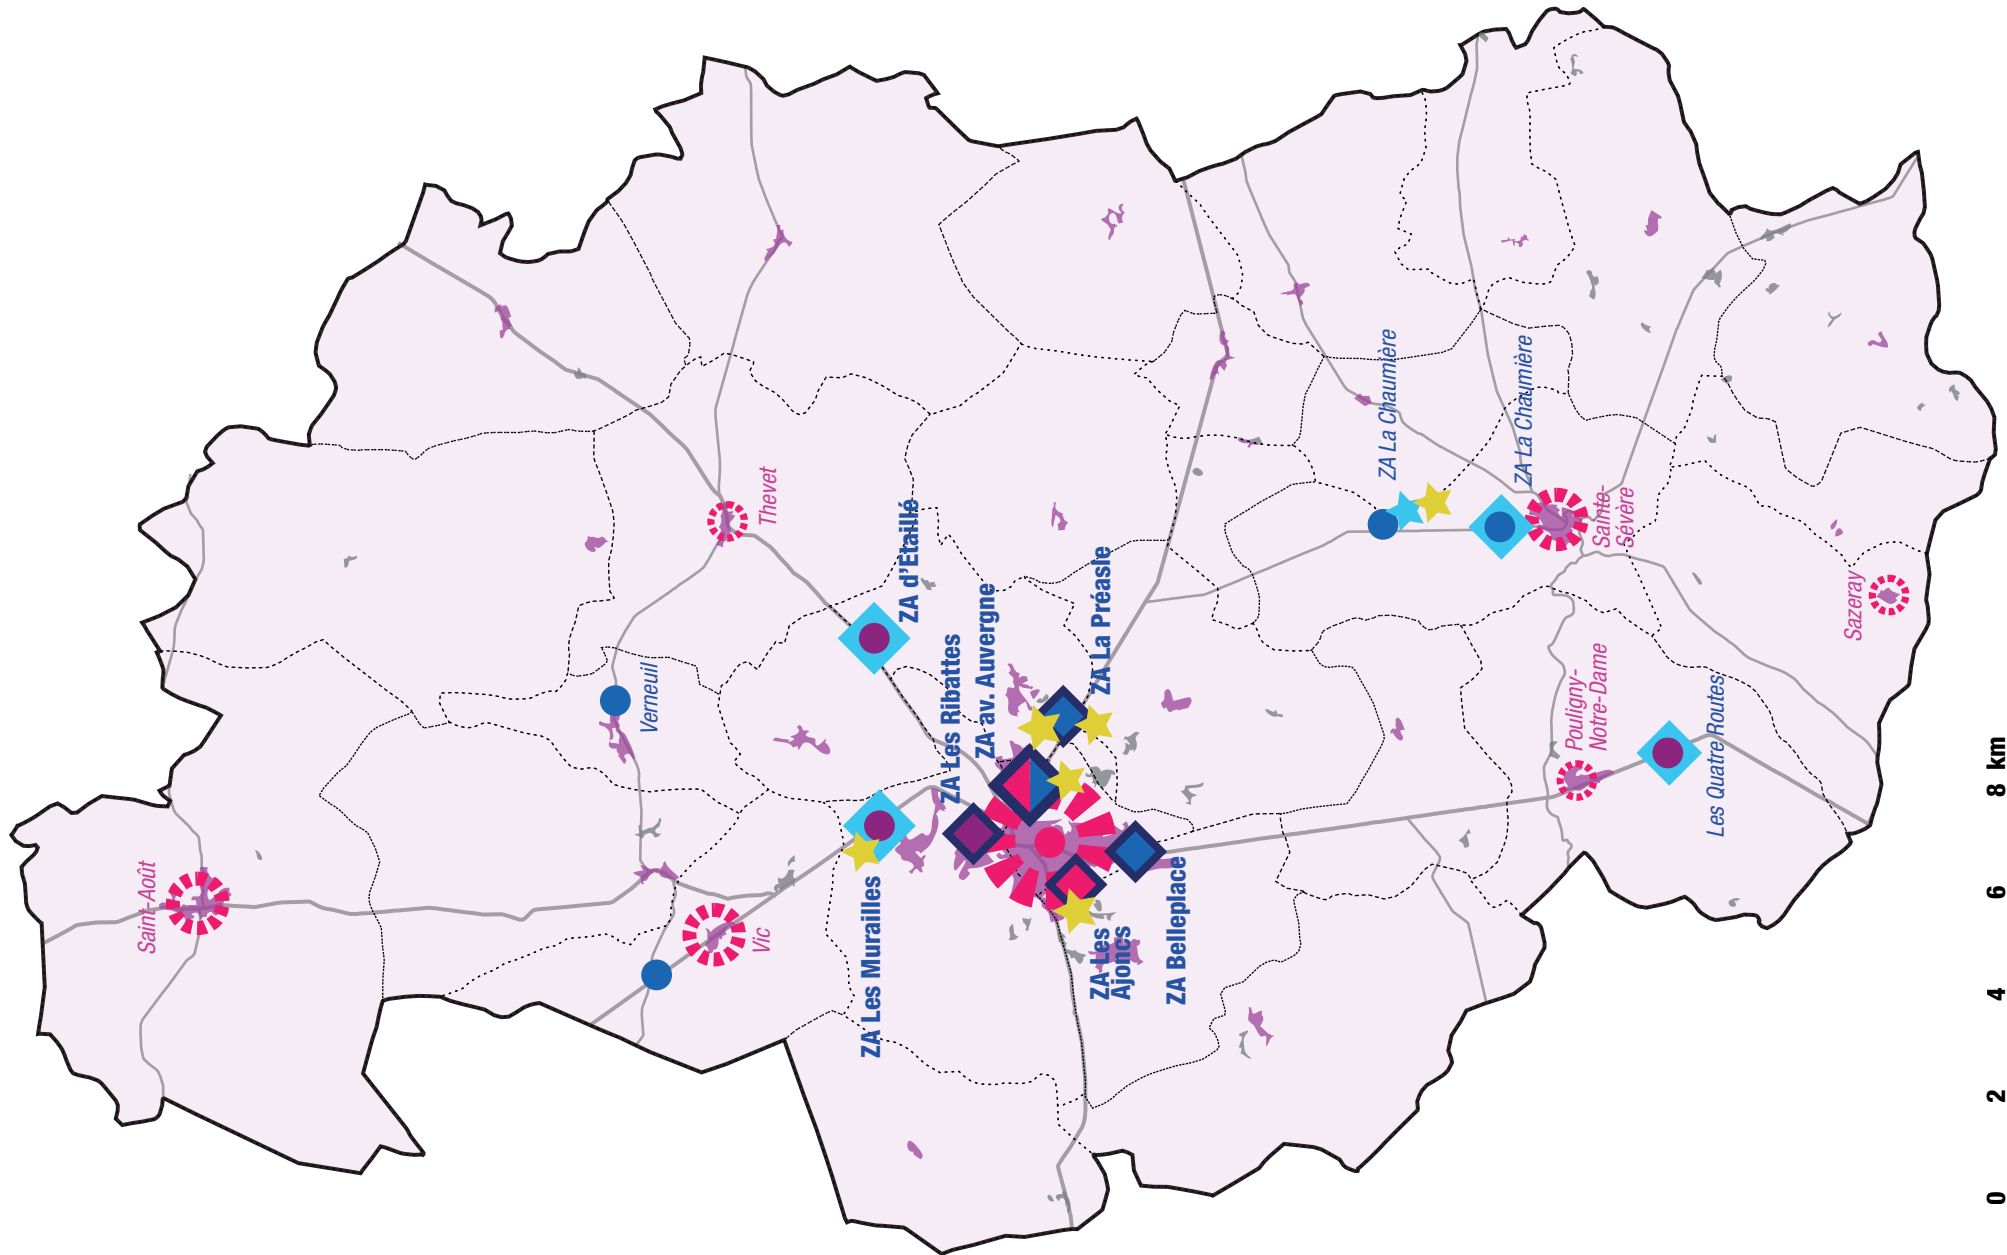 Saint-Août
Vic
Verneuil
Thevet
ZA Les Murailles
ZA d'Etaillé
ZA Les Ribattes
ZA av. Auvergne
ZA La Préasle
ZA Les
Ajoncs
ZA Belleplace
ZA La Chaumière
ZA La Chaumière
Sainte-
Sévère
Pouligny-
Notre-Dame
Les Quatre Routes
Sazeray
0 2 4 6 8 km